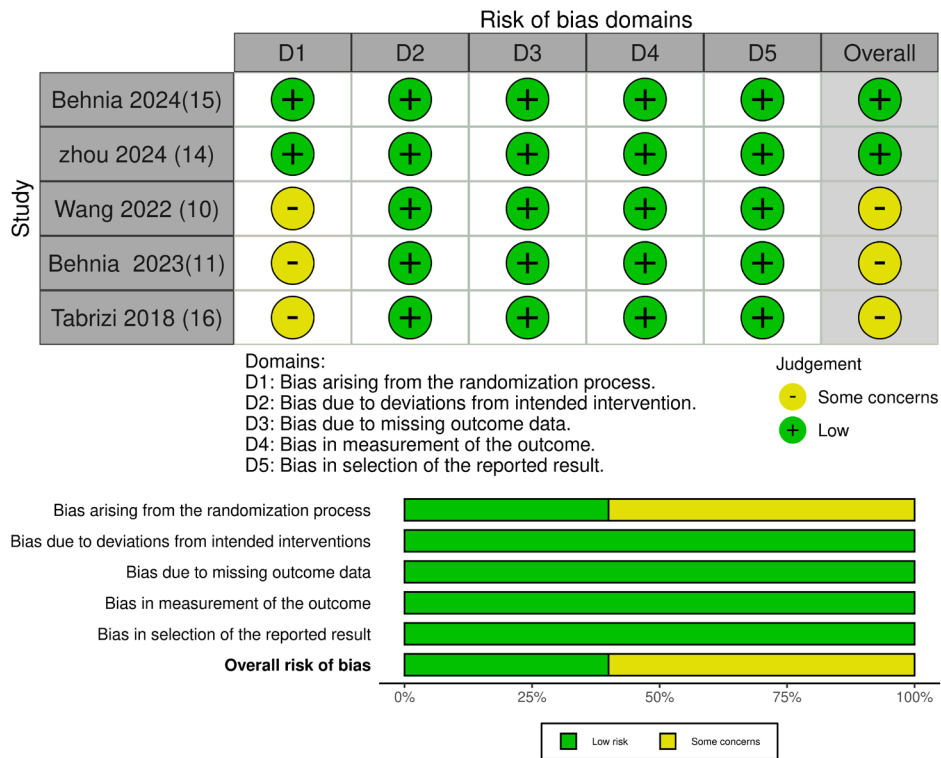 Risk of bias domains
D1 D2 D3 D4 D5 Overall
Study
Behnia 2024(15) + + + + + +
zhou 2024 (14) + + + + + +
Wang 2022 (10) - + + + + -
Behnia  2023(11) - + + + + -
Tabrizi 2018 (16) - + + + + -
Domains:
D1: Bias arising from the randomization process.
D2: Bias due to deviations from intended intervention.
D3: Bias due to missing outcome data.
D4: Bias in measurement of the outcome.
D5: Bias in selection of the reported result.
Judgement
- Some concerns
+ Low
Bias arising from the randomization process
Bias due to deviations from intended interventions
Bias due to missing outcome data
Bias in measurement of the outcome
Bias in selection of the reported result
Overall risk of bias
0% 25% 50% 75% 100%
Low risk Some concerns